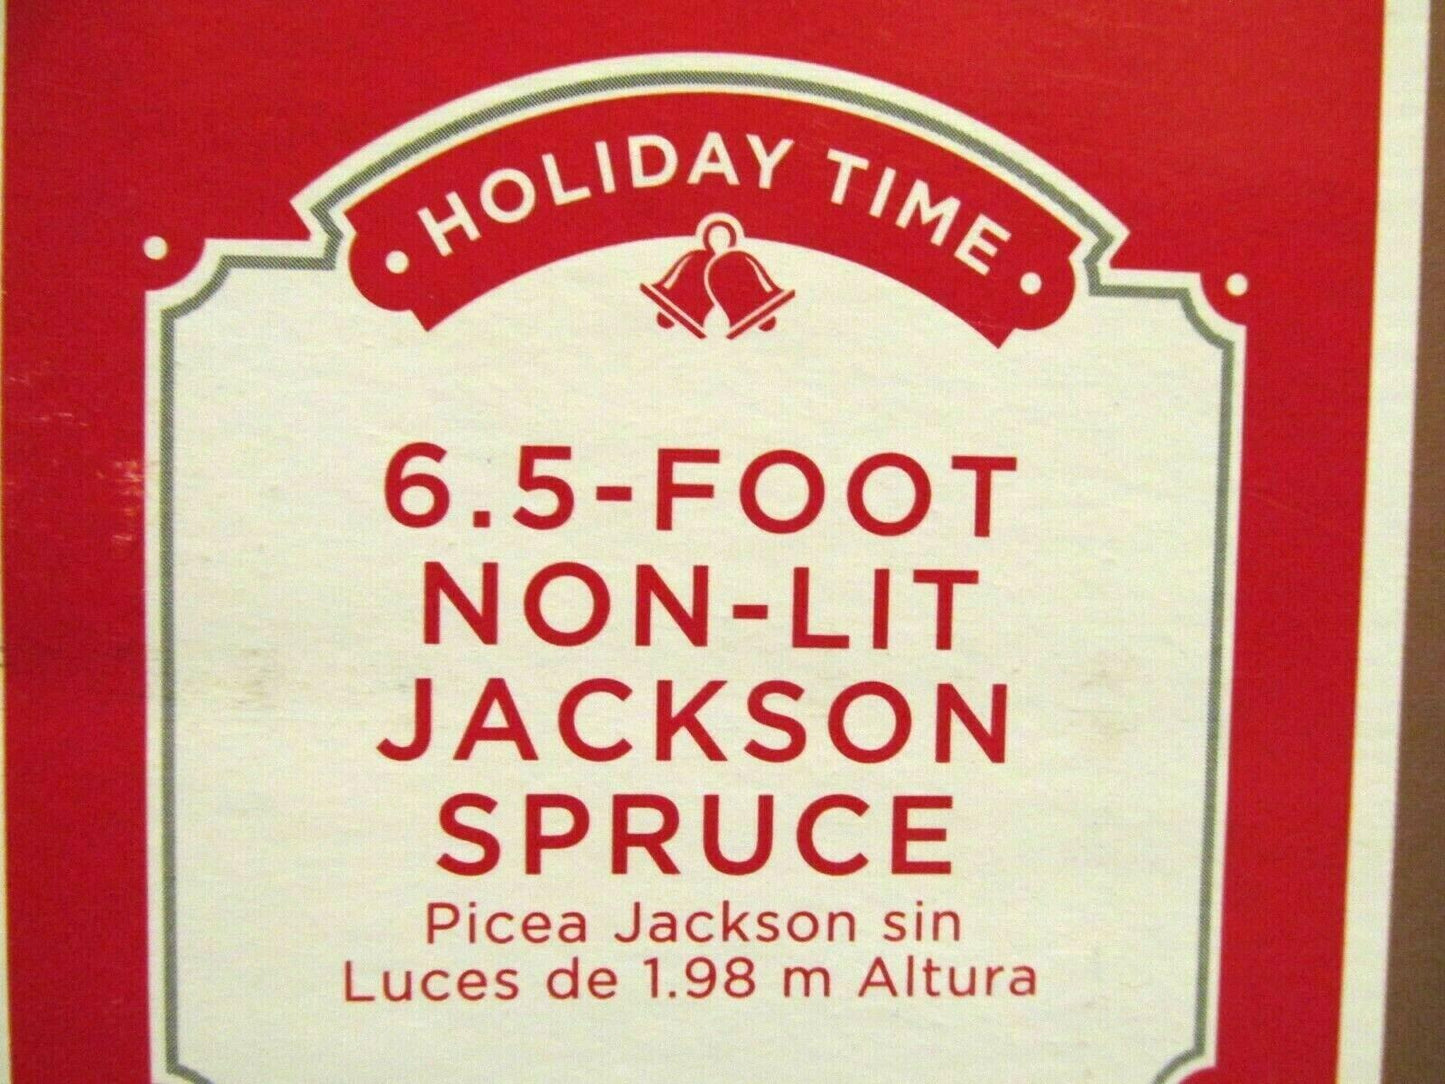 HOLIDAY TIME
6.5-FOOT
NON-LIT
JACKSON
SPRUCE
Picea Jackson sin
Luces de 1.98 m Altura